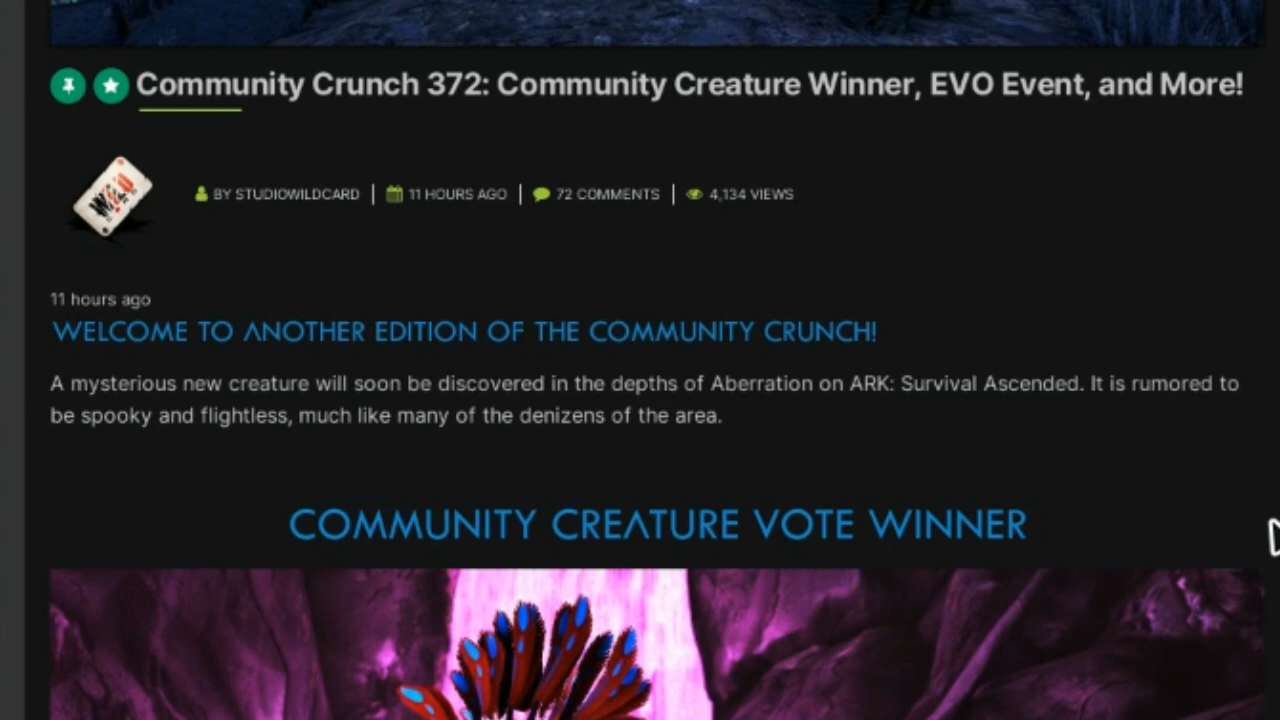 Community Crunch 372: Community Creature Winner, EVO Event, and More!
BY STUDIOWILDCARD | 11 HOURS AGO | 72 COMMENTS | 4,134 VIEWS
11 hours ago
WELCOME TO ANOTHER EDITION OF THE COMMUNITY CRUNCH!
A mysterious new creature will soon be discovered in the depths of Aberration on ARK: Survival Ascended. It is rumored to
be spooky and flightless, much like many of the denizens of the area.
COMMUNITY CREATURE VOTE WINNER